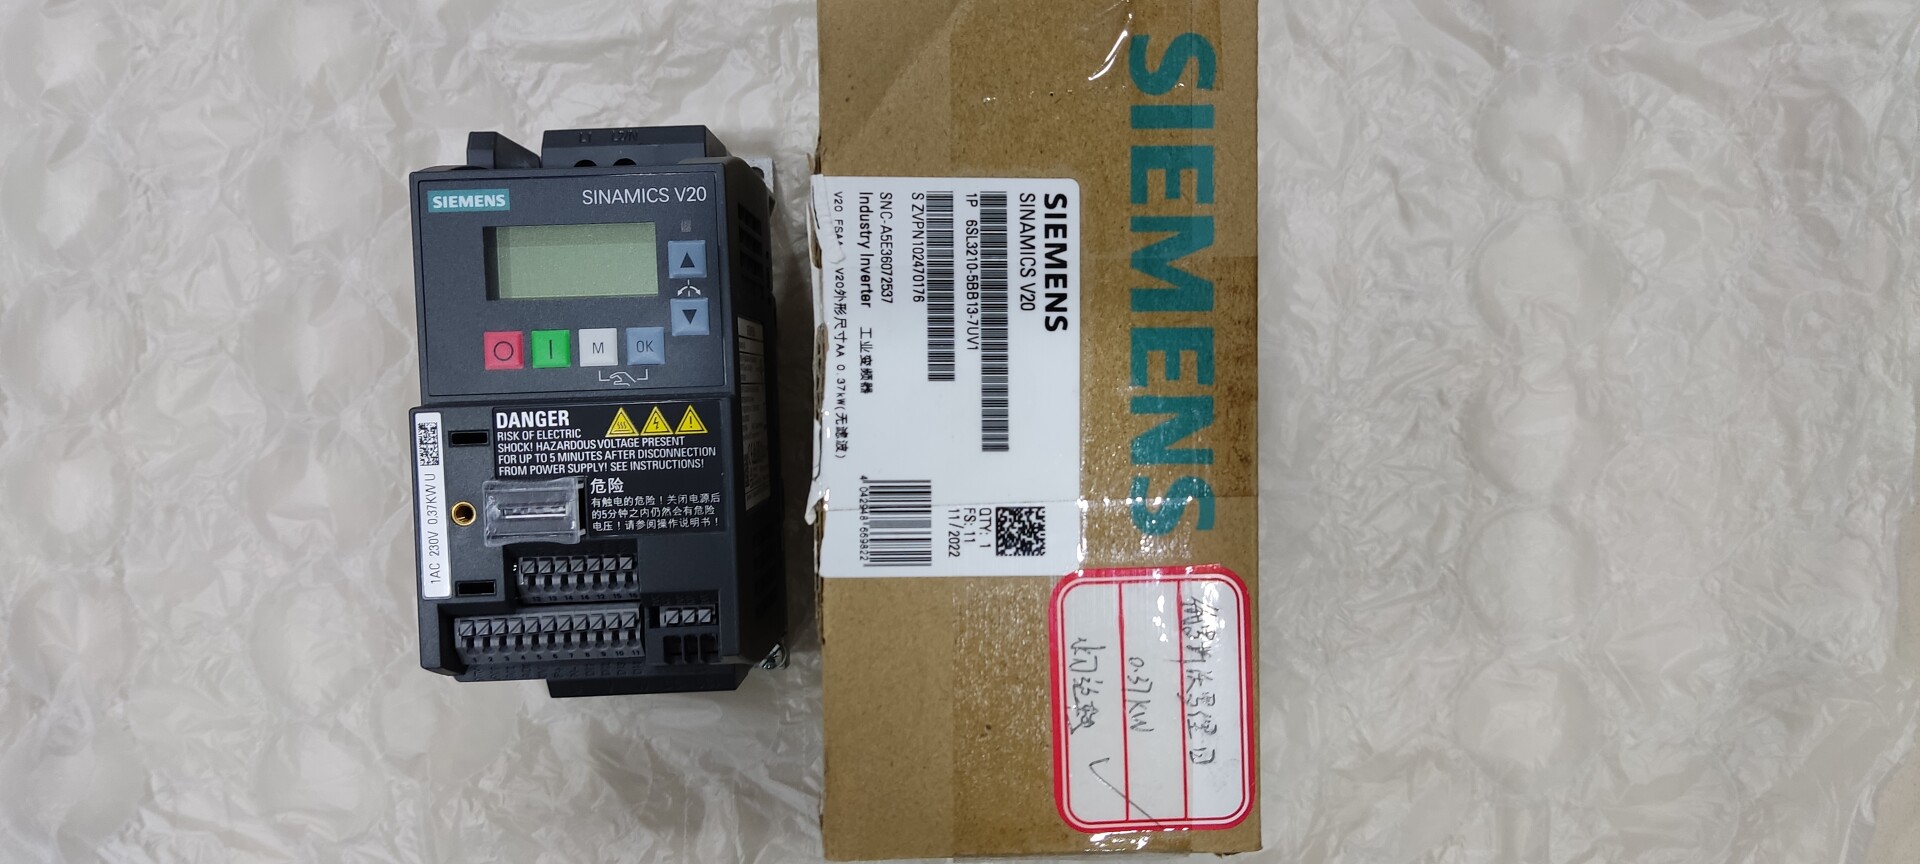 SIEMENS
SINAMICS V20
M
OK
DANGER
RISK OF ELECTRIC
SHOCK! HAZARDOUS VOLTAGE PRESENT
FOR UP TO 5 MINUTES AFTER DISCONNECTION
FROM POWER SUPPLY! SEE INSTRUCTIONS!
危险
有触电的危险！关闭电源后
的5分钟之内仍然会有危险
电压！请参阅操作说明书！
1AC 230V 0.37KW U
SIEMENS
SIEMENS
SINAMICS V20
1P 6SL3210-5BB13-7UV1
S ZVPN102470176
SNC-A5E36072537
Industry Inverter 工业变频器
V20 V20外形尺寸AA 0.37kW(无滤波)
QTY: 1
FS: 11
11/2022
4 042948 669822
0.37KW